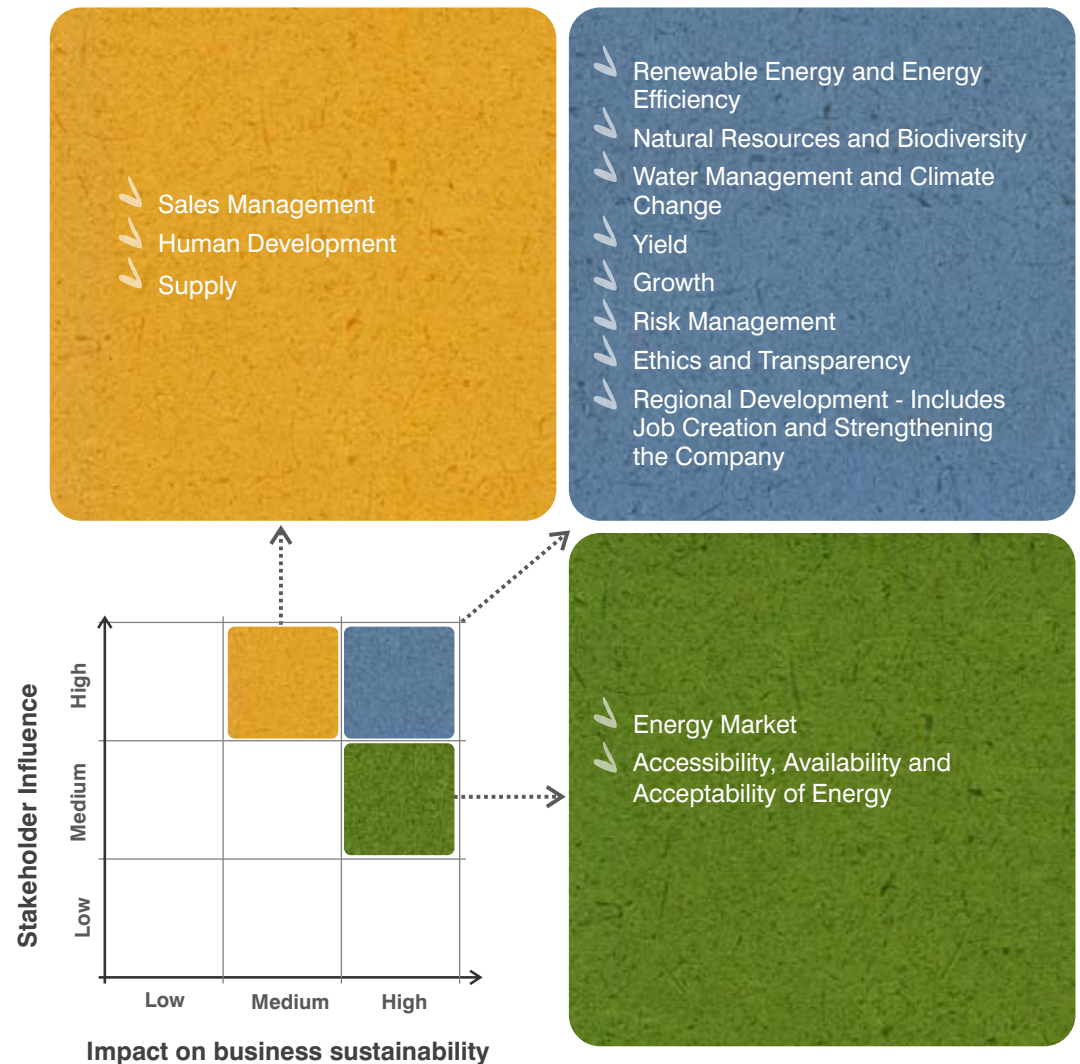 Sales Management
Human Development
Supply
Renewable Energy and Energy
Efficiency
Natural Resources and Biodiversity
Water Management and Climate
Change
Yield
Growth
Risk Management
Ethics and Transparency
Regional Development - Includes
Job Creation and Strengthening
the Company
Energy Market
Accessibility, Availability and
Acceptability of Energy
Stakeholder Influence
High
Medium
Low
Low
Medium
High
Impact on business sustainability